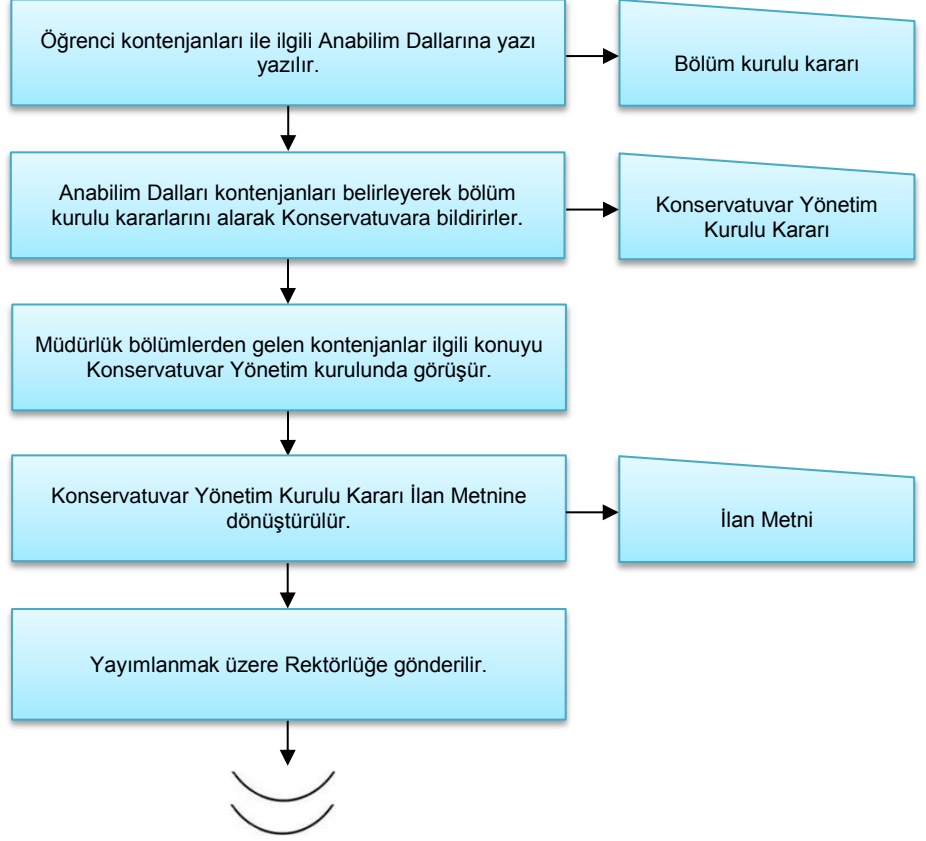 Öğrenci kontenjanları ile ilgili Anabilim Dallarına yazı
yazılır.
Bölüm kurulu kararı
Anabilim Dalları kontenjanları belirleyerek bölüm
kurulu kararlarını alarak Konservatuvara bildirirler.
Konservatuvar Yönetim
Kurulu Kararı
Müdürlük bölümlerden gelen kontenjanlar ilgili konuyu
Konservatuvar Yönetim kurulunda görüşür.
Konservatuvar Yönetim Kurulu Kararı İlan Metnine
dönüştürülür.
İlan Metni
Yayımlanmak üzere Rektörlüğe gönderilir.